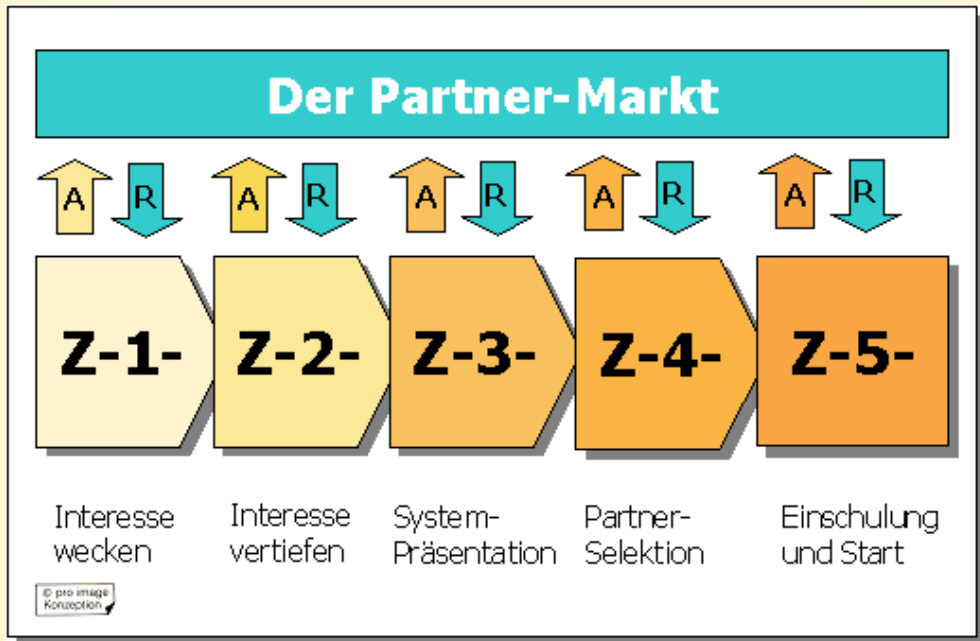 Der Partner-Markt
A R A R A R A R A R
Z-1- Z-2- Z-3- Z-4- Z-5-
Interesse
wecken
Interesse
vertiefen
System-
Präsentation
Partner-
Selektion
Einschulung
und Start
© pro image
Konzeption